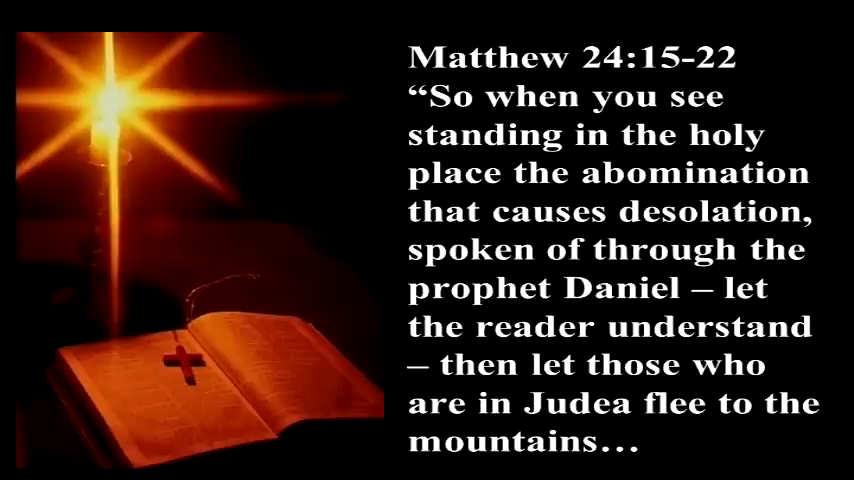 Matthew 24:15-22
“So when you see
standing in the holy
place the abomination
that causes desolation,
spoken of through the
prophet Daniel – let
the reader understand
– then let those who
are in Judea flee to the
mountains…